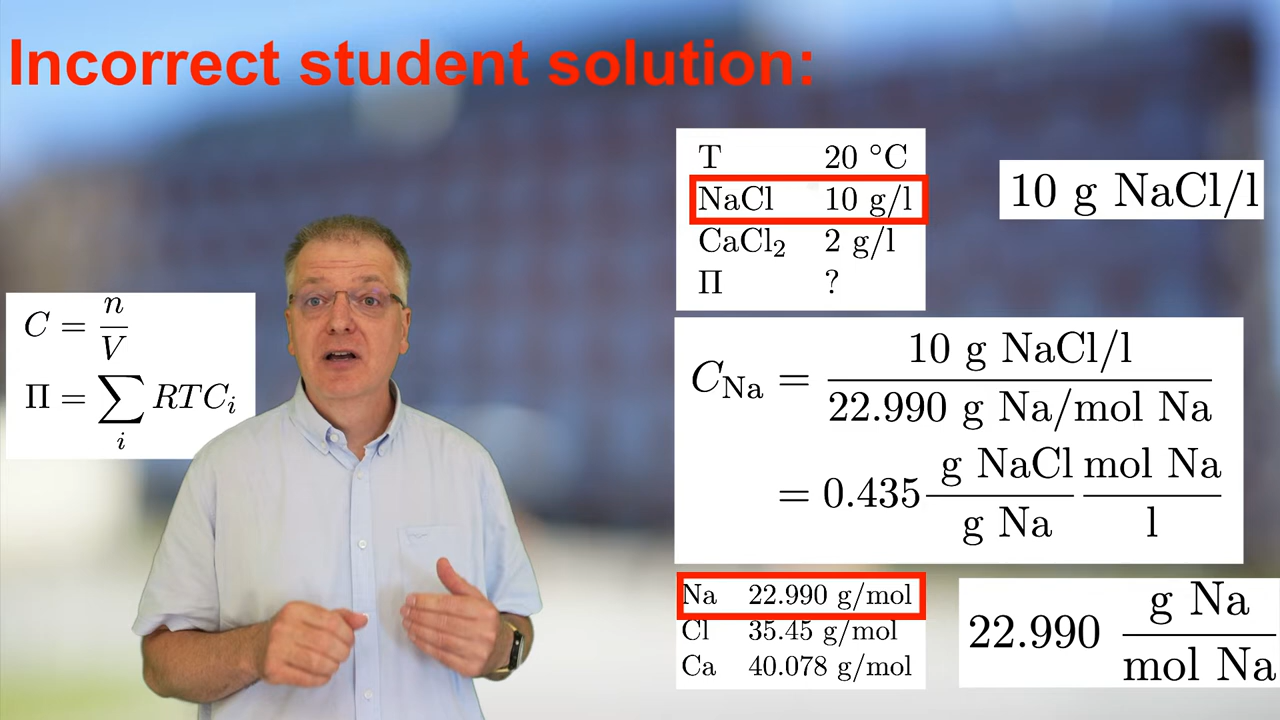 Incorrect student solution:
T 20 °C
NaCl 10 g/l
CaCl₂ 2 g/l
Π ?
10 g NaCl/l
C = n/V
Π = ∑ᵢ RTCᵢ
C_Na = 10 g NaCl/l / 22.990 g Na/mol Na
= 0.435 g NaCl/g Na mol Na/l
Na 22.990 g/mol
Cl 35.45 g/mol
Ca 40.078 g/mol
22.990 g Na/mol Na